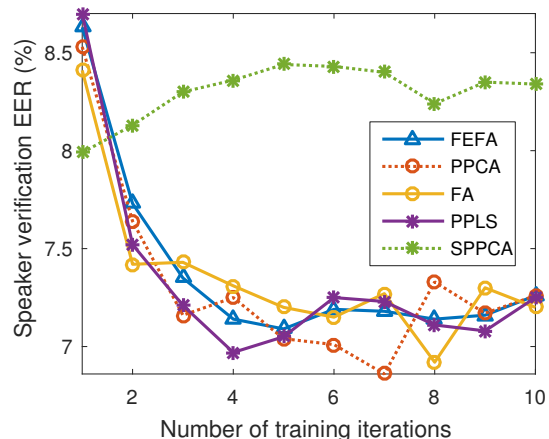 Speaker verification EER (%)
8.5
8
7.5
7
FEFA
PPCA
FA
PPLS
SPPCA
2
4
6
8
10
Number of training iterations